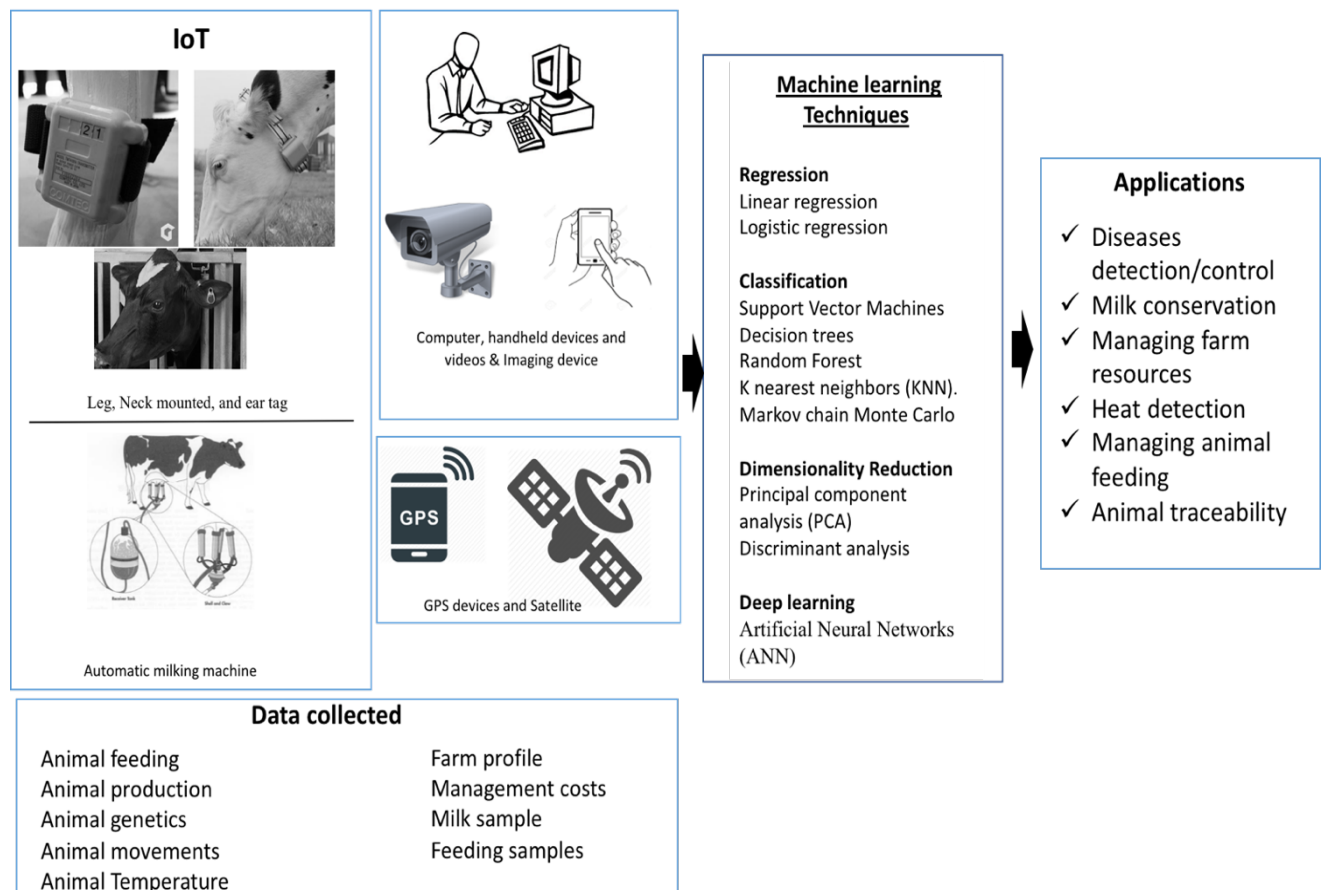 IoT
2 1
Leg, Neck mounted, and ear tag
Automatic milking machine
Computer, handheld devices and
videos & Imaging device
GPS
GPS devices and Satellite
Data collected
Animal feeding
Animal production
Animal genetics
Animal movements
Animal Temperature
Farm profile
Management costs
Milk sample
Feeding samples
Machine learning
Techniques
Regression
Linear regression
Logistic regression
Classification
Support Vector Machines
Decision trees
Random Forest
K nearest neighbors (KNN).
Markov chain Monte Carlo
Dimensionality Reduction
Principal component
analysis (PCA)
Discriminant analysis
Deep learning
Artificial Neural Networks
(ANN)
Applications
✓ Diseases
detection/control
✓ Milk conservation
✓ Managing farm
resources
✓ Heat detection
✓ Managing animal
feeding
✓ Animal traceability